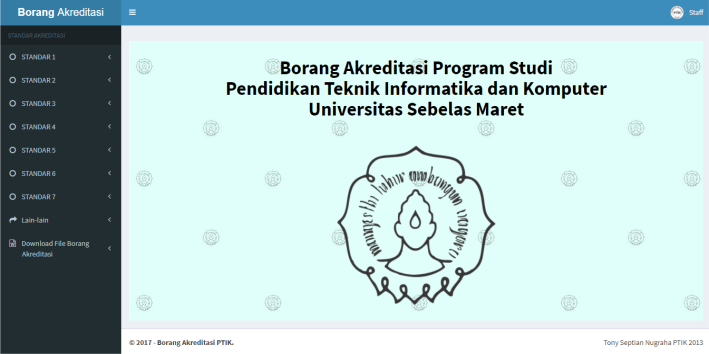 Borang Akreditasi
Staff
STANDAR AKREDITASI
STANDAR 1
STANDAR 2
STANDAR 3
STANDAR 4
STANDAR 5
STANDAR 6
STANDAR 7
Lain-lain
Download File Borang
Akreditasi
Borang Akreditasi Program Studi
Pendidikan Teknik Informatika dan Komputer
Universitas Sebelas Maret
© 2017 - Borang Akreditasi PTIK.
Tony Septian Nugraha PTIK 2013